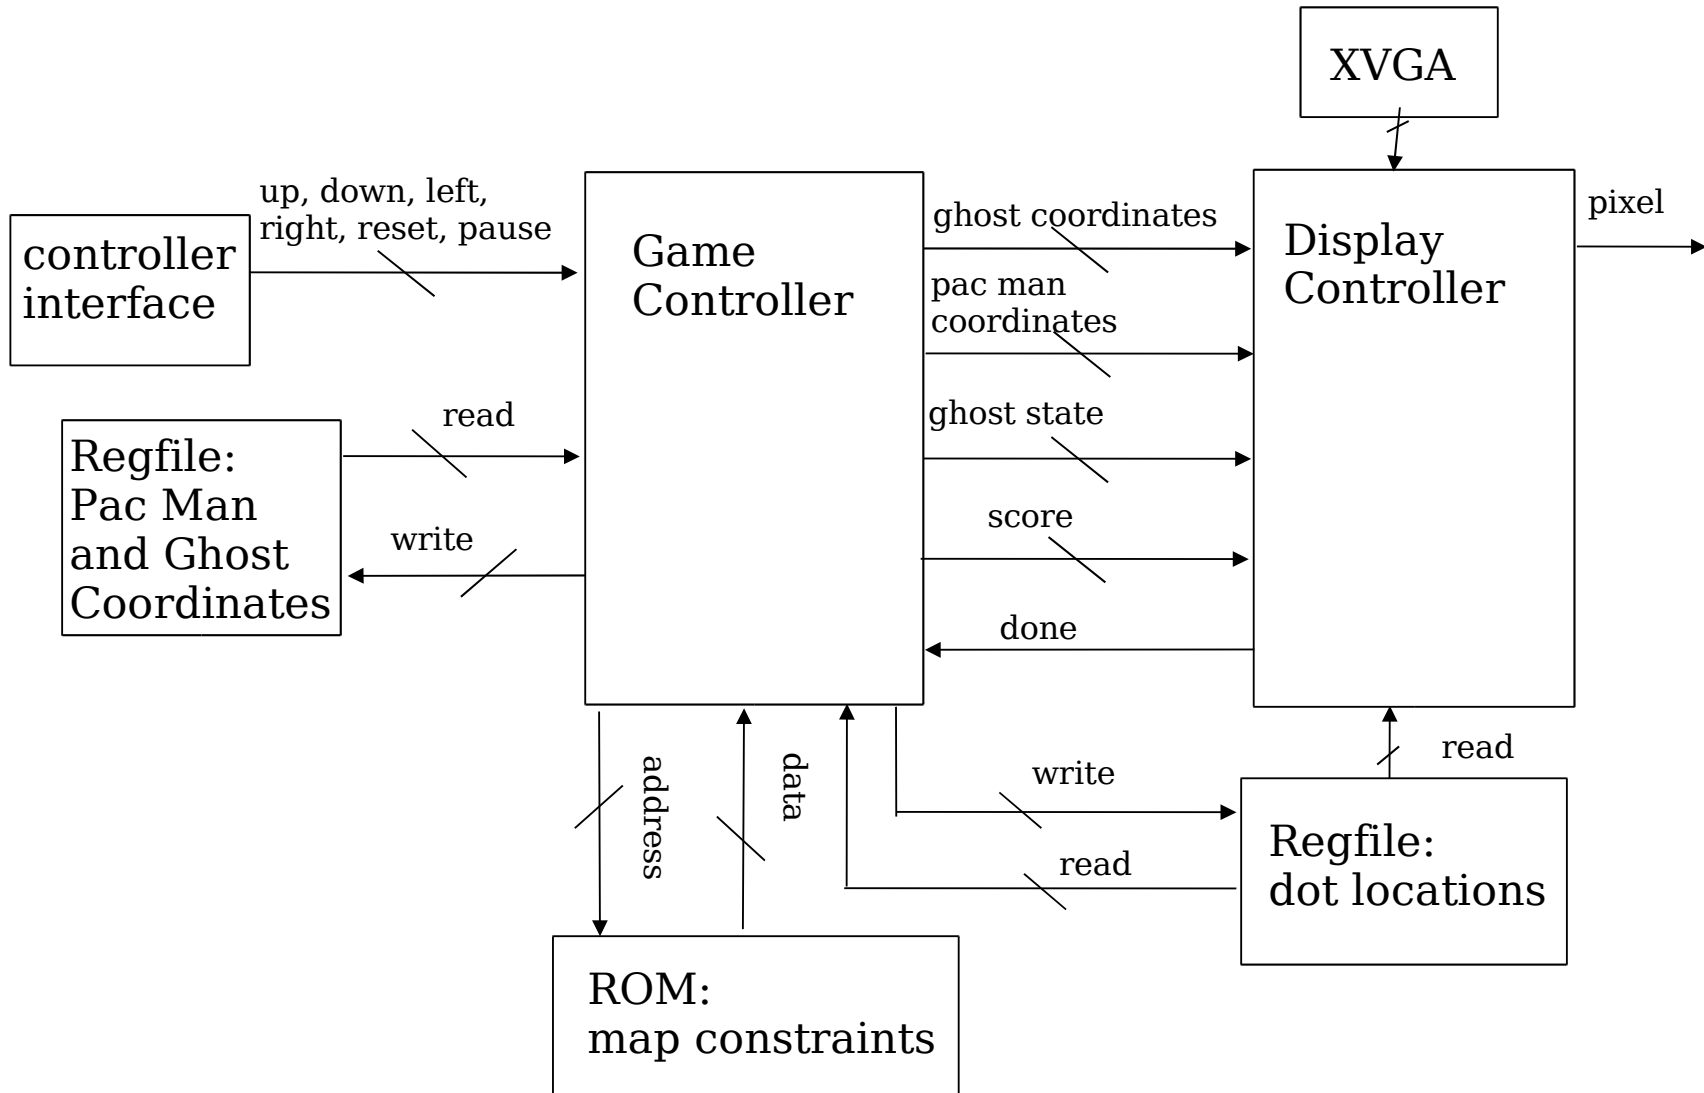 XVGA
up, down, left,
right, reset, pause
controller
interface
Game
Controller
ghost coordinates
pac man
coordinates
ghost state
score
done
Display
Controller
pixel
read
write
Regfile:
Pac Man
and Ghost
Coordinates
address
data
write
read
read
Regfile:
dot locations
ROM:
map constraints